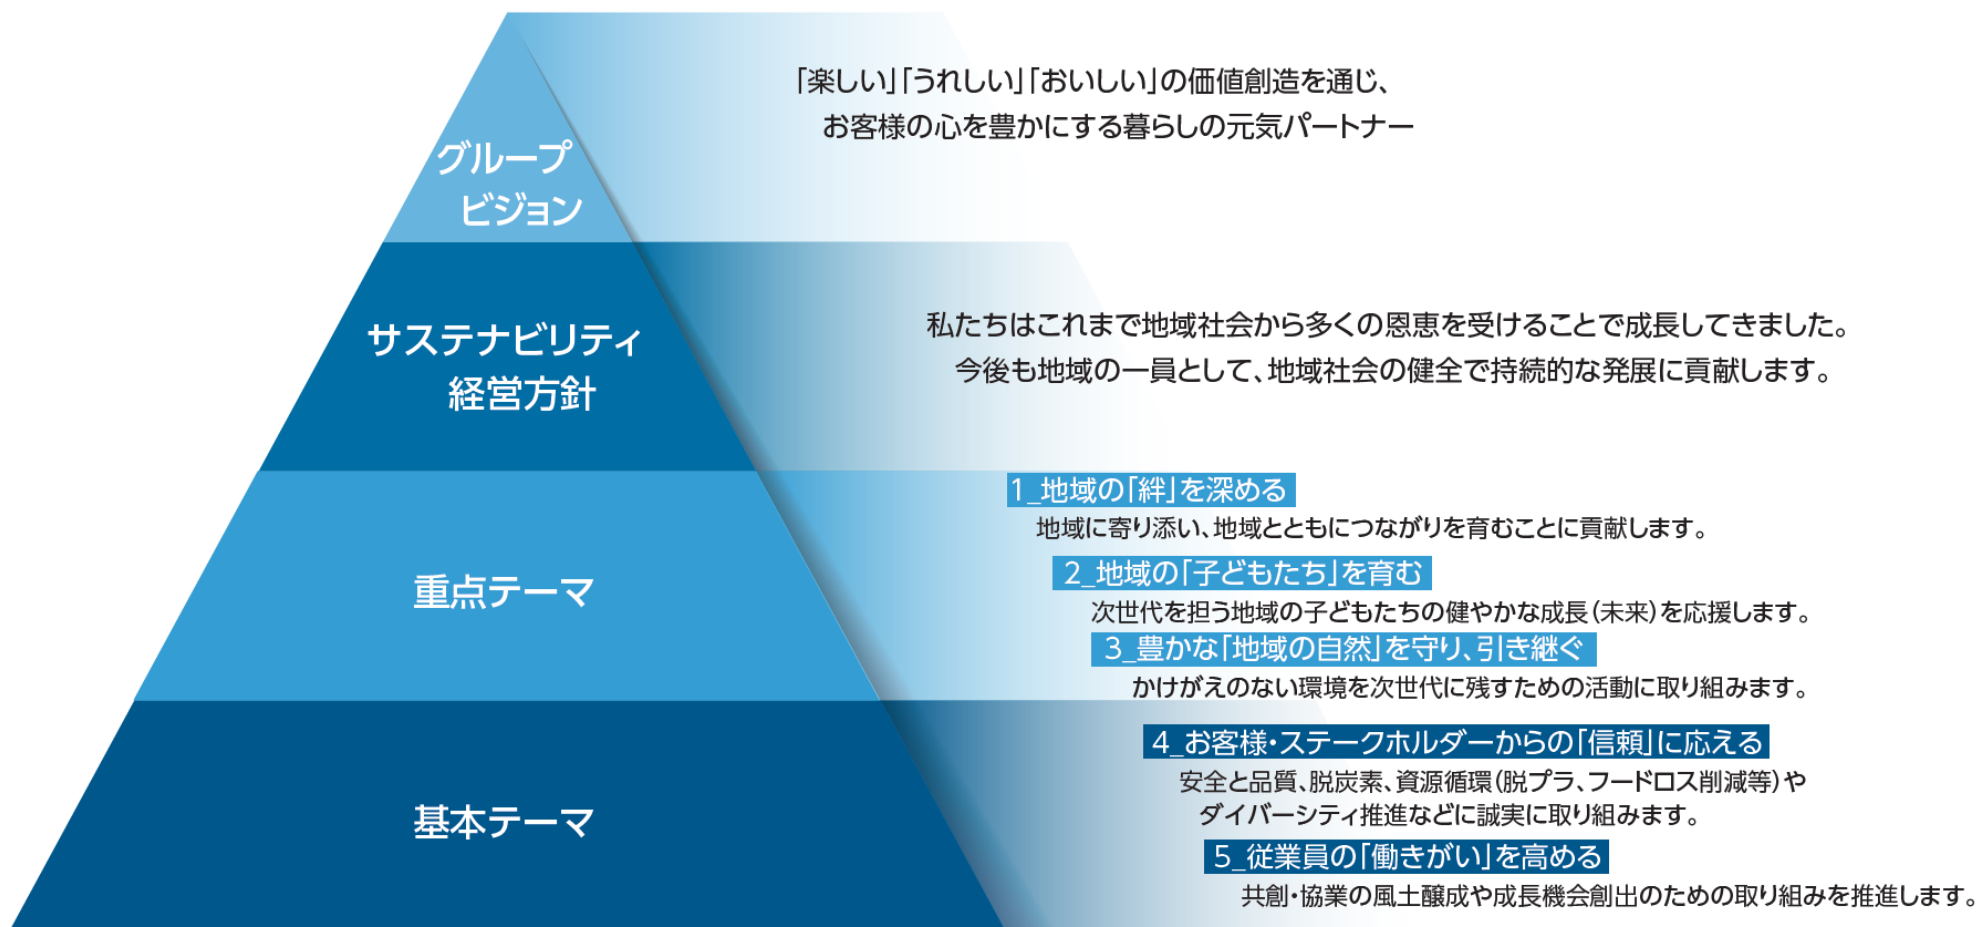 グループ
ビジョン
「楽しい」「うれしい」「おいしい」の価値創造を通じ、
お客様の心を豊かにする暮らしの元気パートナー
サステナビリティ
経営方針
私たちはこれまで地域社会から多くの恩恵を受けることで成長してきました。
今後も地域の一員として、地域社会の健全で持続的な発展に貢献します。
重点テーマ
1_地域の「絆」を深める
地域に寄り添い、地域とともにつながりを育むことに貢献します。
2_地域の「子どもたち」を育む
次世代を担う地域の子どもたちの健やかな成長（未来）を応援します。
3_豊かな「地域の自然」を守り、引き継ぐ
かけがえのない環境を次世代に残すための活動に取り組みます。
基本テーマ
4_お客様・ステークホルダーからの「信頼」に応える
安全と品質、脱炭素、資源循環（脱プラ、フードロス削減等）や
ダイバーシティ推進などに誠実に取り組みます。
5_従業員の「働きがい」を高める
共創・協業の風土醸成や成長機会創出のための取り組みを推進します。